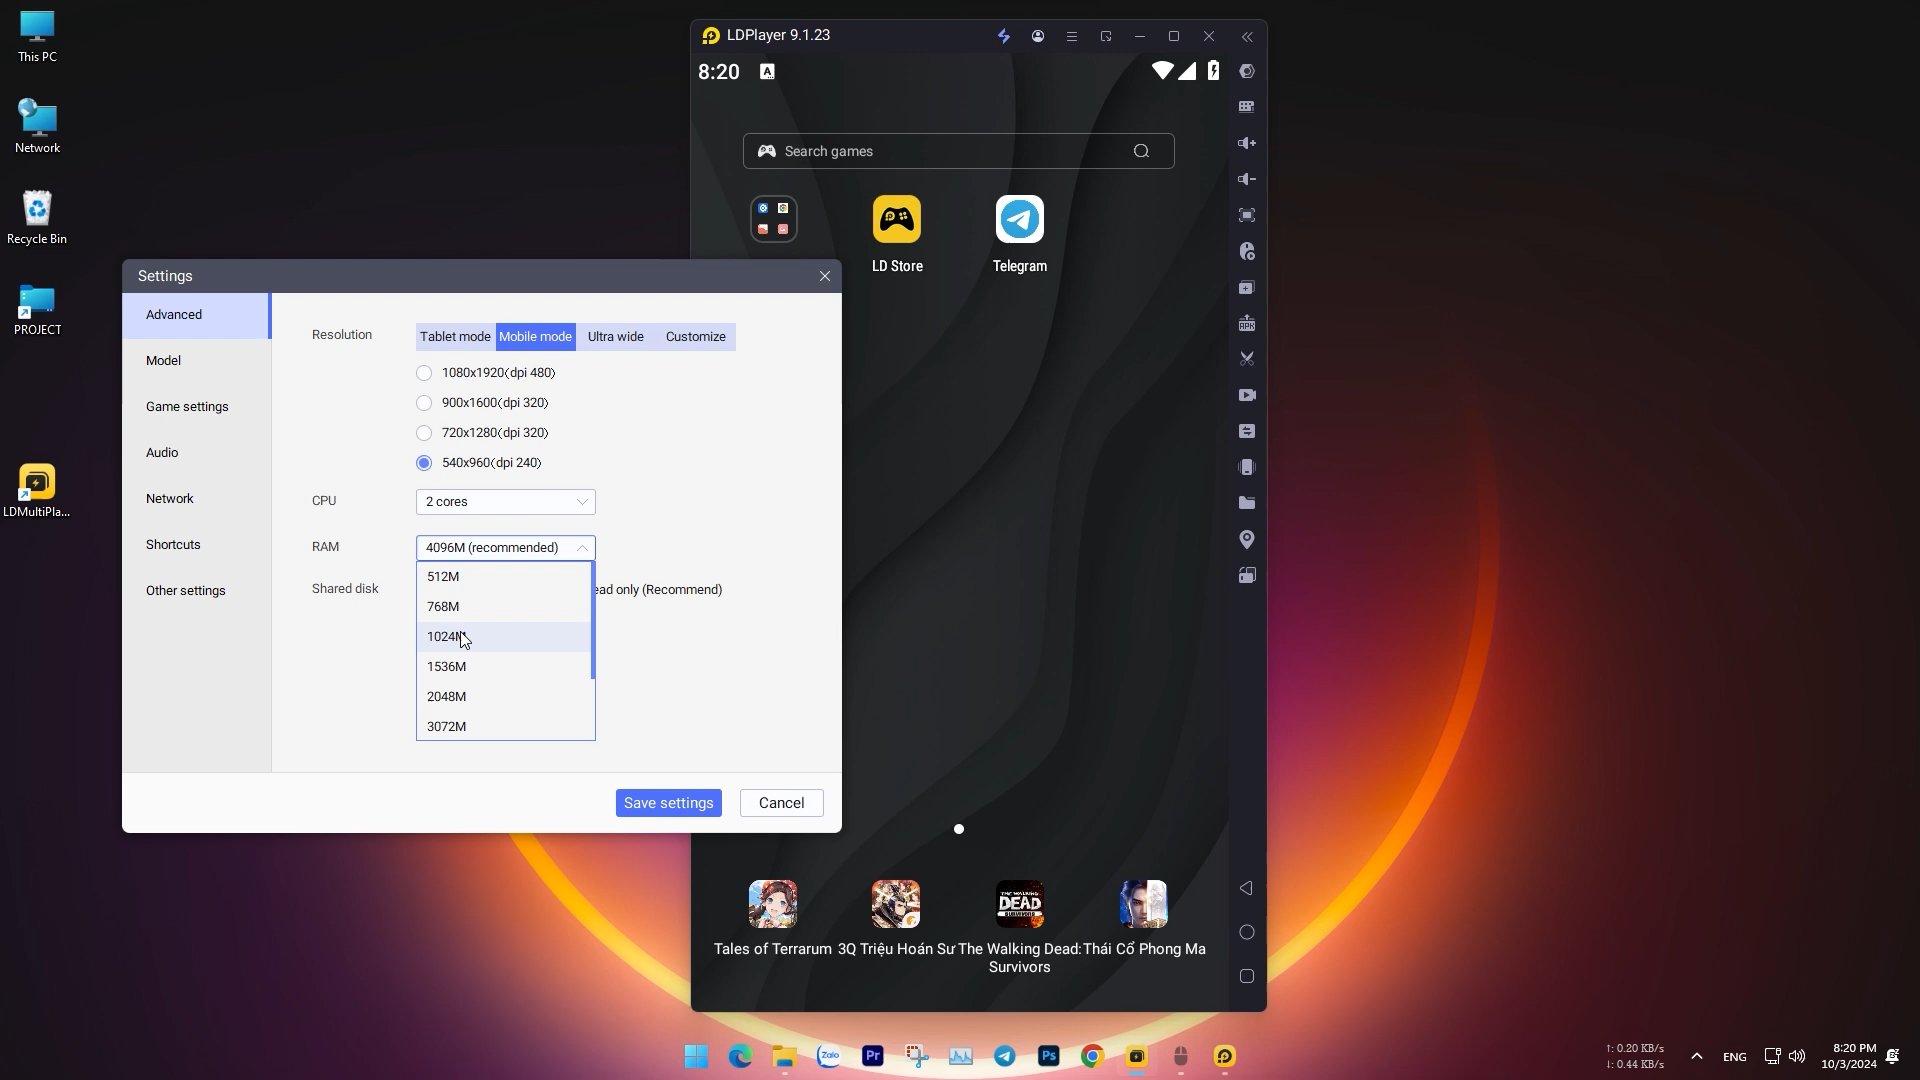 This PC
Network
Recycle Bin
PROJECT
LDMultiPla...
LDPlayer 9.1.23
8:20
A
Search games
LD Store
Telegram
Settings
Advanced
Model
Game settings
Audio
Network
Shortcuts
Other settings
Resolution
Tablet mode
Mobile mode
Ultra wide
Customize
1080x1920(dpi 480)
900x1600(dpi 320)
720x1280(dpi 320)
540x960(dpi 240)
CPU
2 cores
RAM
4096M (recommended)
512M
768M
1024M
1536M
2048M
3072M
Shared disk
ead only (Recommend)
Save settings
Cancel
APK
THE WALKING
DEAD
SURVIVORS
Tales of Terrarum
3Q Triệu Hoán Sư
The Walking Dead:
Survivors
Thái Cổ Phong Ma
Zalo
Pr
Ps
↑: 0.20 KB/s
↓: 0.44 KB/s
ENG
8:20 PM
10/3/2024